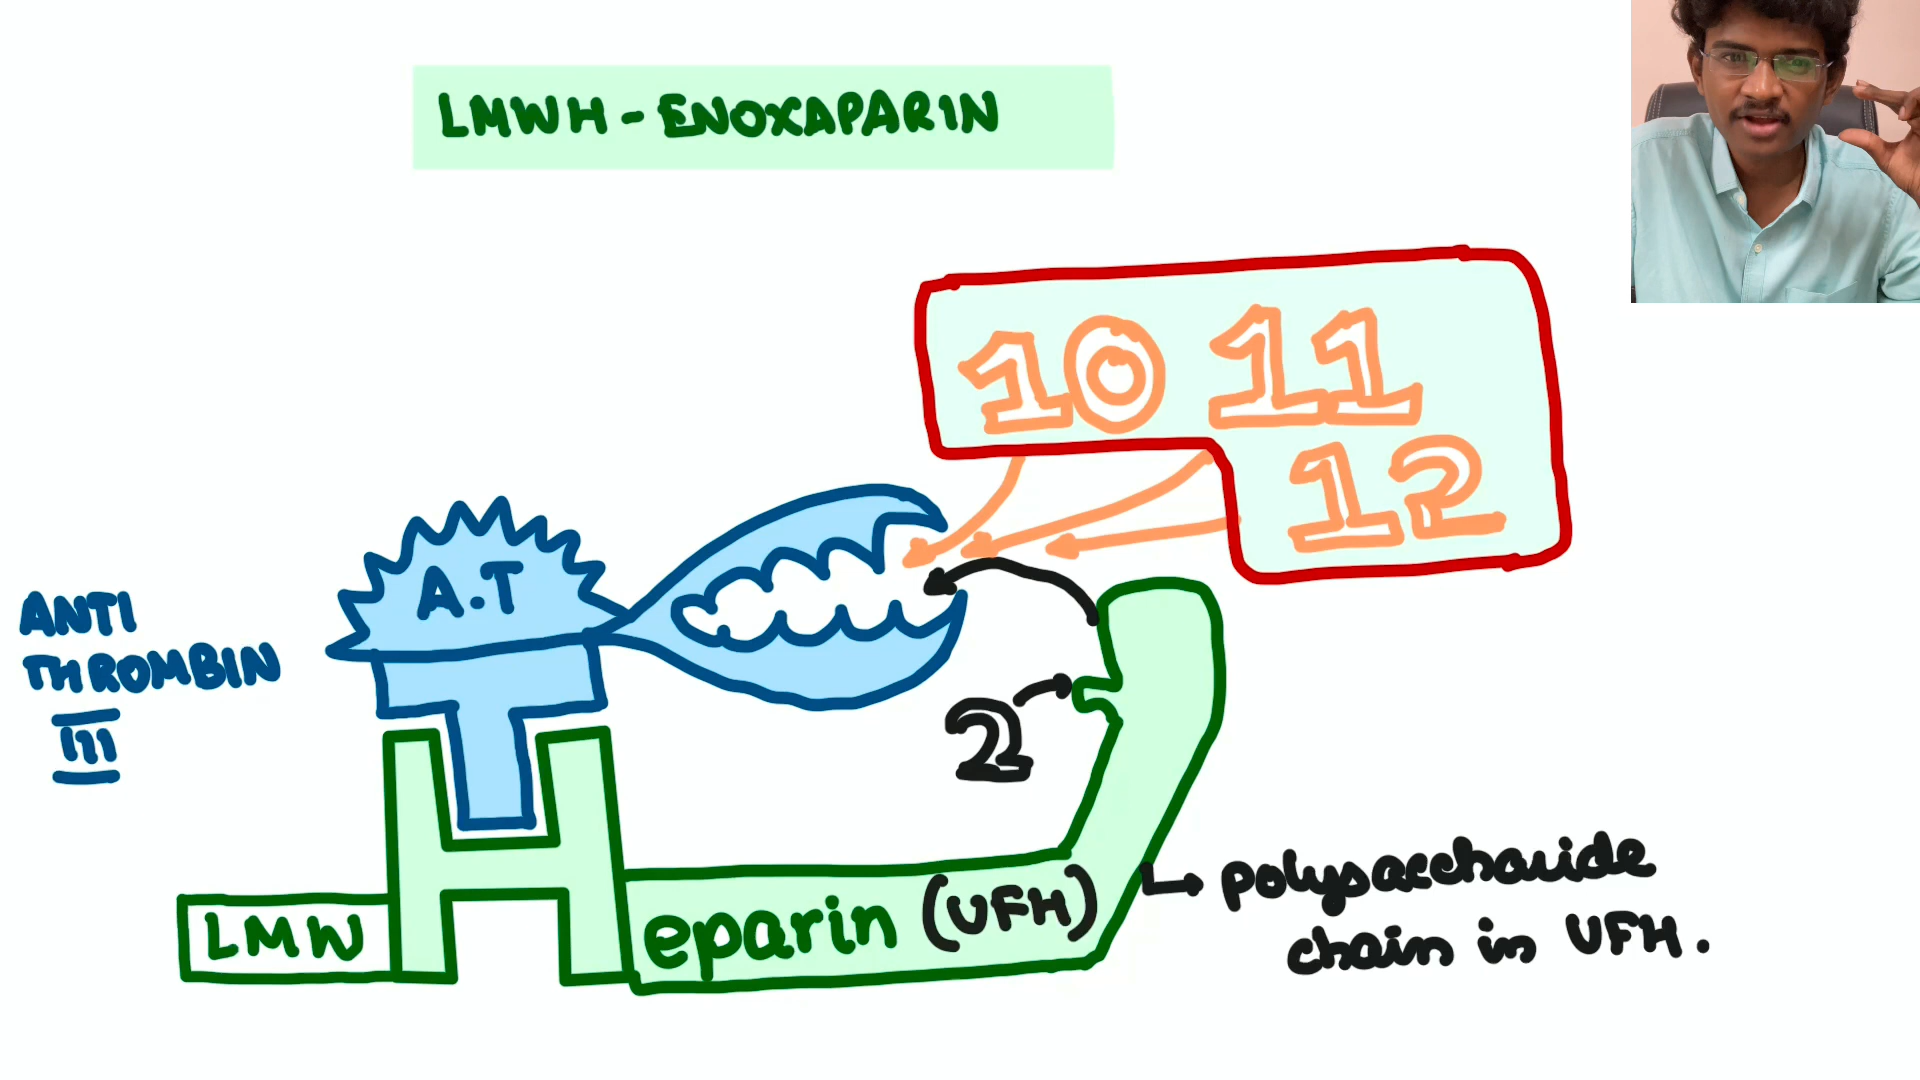 LMWH - ENOXAPARIN
10 11
12
A.T
ANTI
THROMBIN
III
2
LMW
Heparin (UFH)
polysaccharide
chain in UFH.